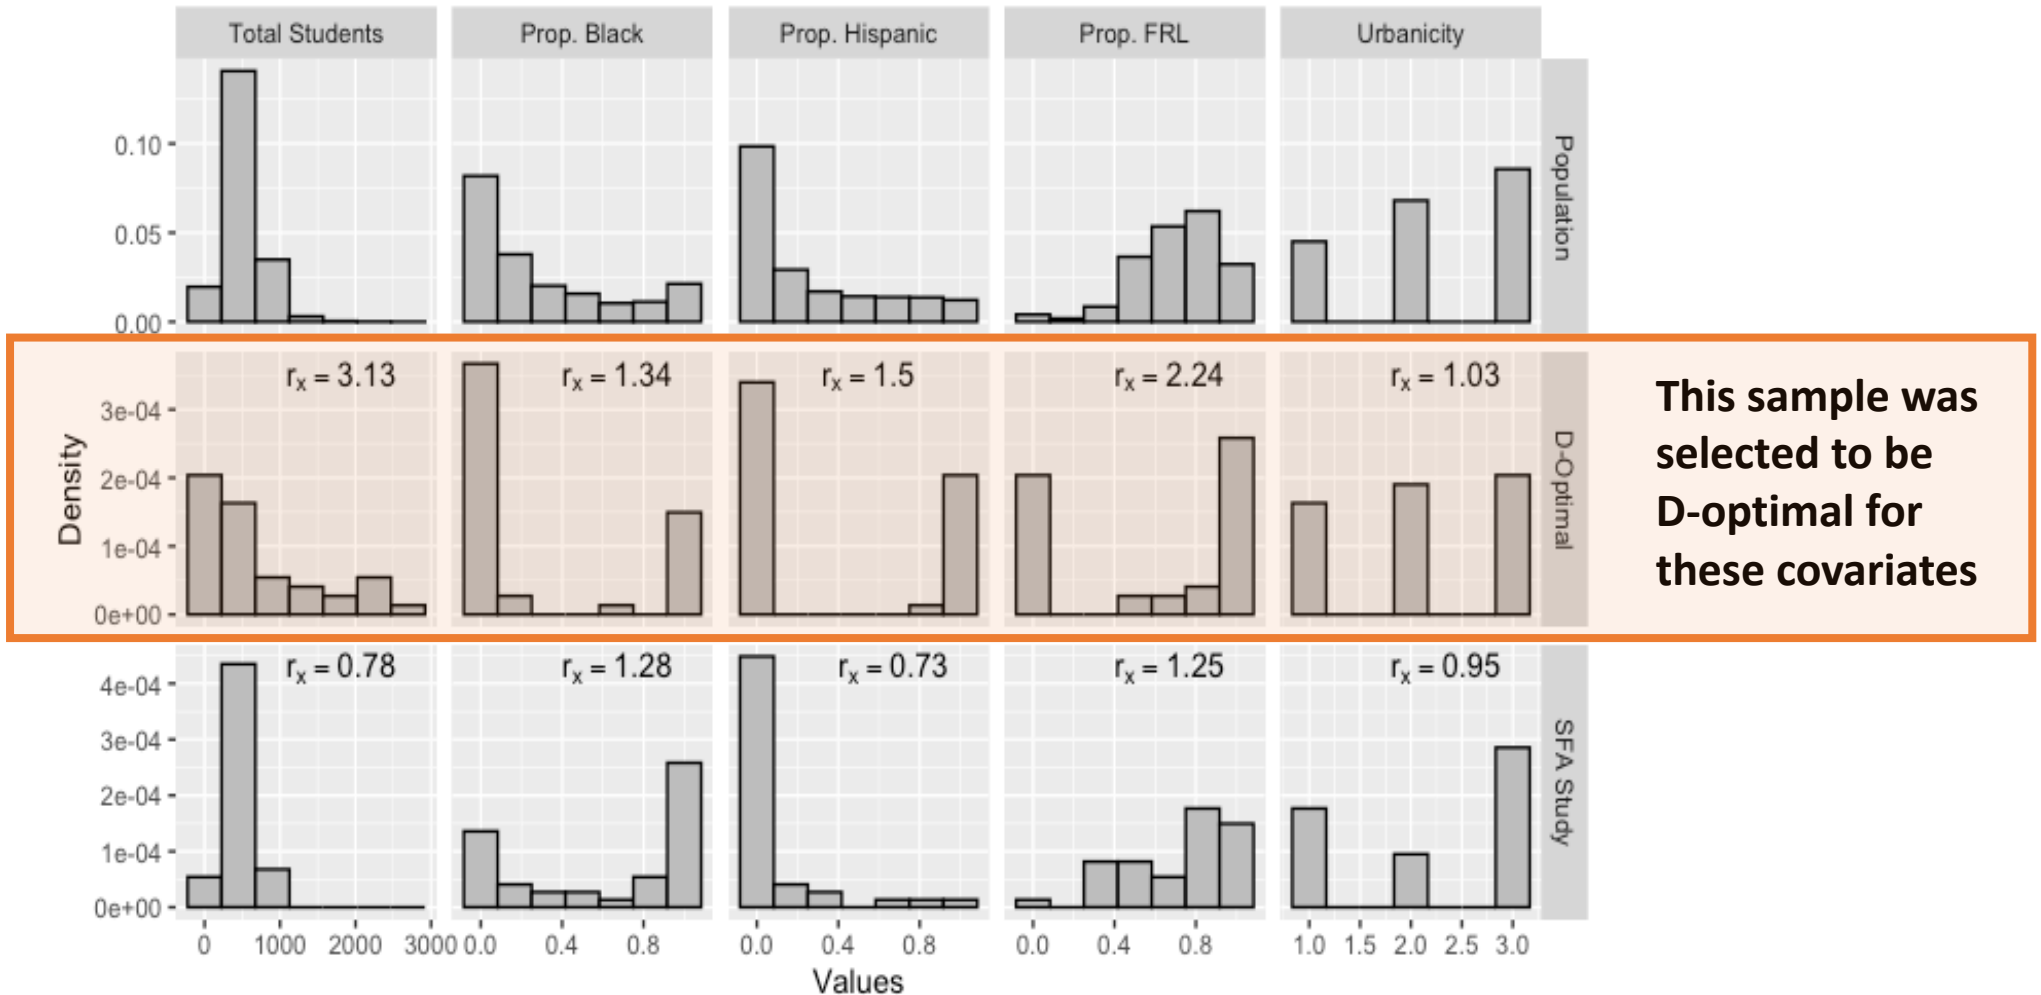 Total Students Prop. Black Prop. Hispanic Prop. FRL Urbanicity
0.10
0.05
0.00
Population
rx = 3.13 rx = 1.34 rx = 1.5 rx = 2.24 rx = 1.03
3e-04
2e-04
1e-04
0e+00
Density
D-Optimal
This sample was
selected to be
D-optimal for
these covariates
rx = 0.78 rx = 1.28 rx = 0.73 rx = 1.25 rx = 0.95
4e-04
3e-04
2e-04
1e-04
0e+00
SFA Study
0 1000 2000 3000 0.0 0.4 0.8 0.0 0.4 0.8 0.0 0.4 0.8 1.0 1.5 2.0 2.5 3.0
Values